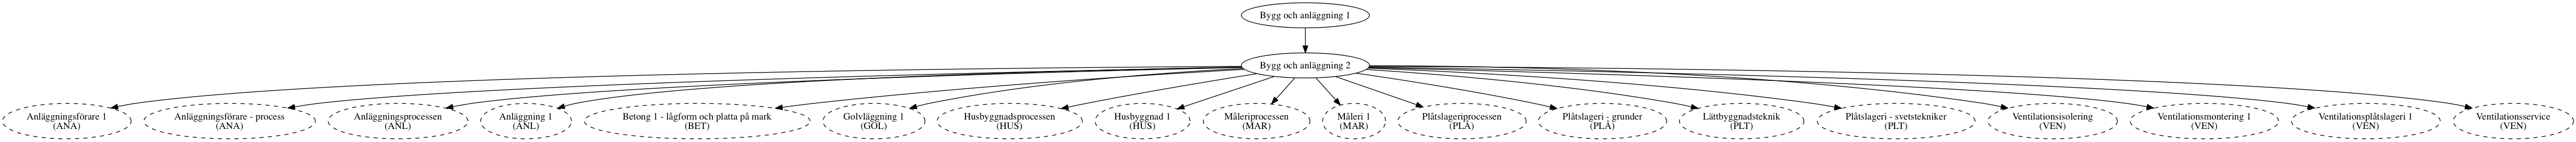 Bygg och anläggning 1
Bygg och anläggning 2
Anläggningsförare 1
(ANA)
Anläggningsförare - process
(ANA)
Anläggningsprocessen
(ANL)
Anläggning 1
(ANL)
Betong 1 - lågform och platta på mark
(BET)
Golvläggning 1
(GOL)
Husbyggnadsprocessen
(HUS)
Husbyggnad 1
(HUS)
Måleriprocessen
(MAR)
Måleri 1
(MAR)
Plåtslageriprocessen
(PLÅ)
Plåtslageri - grunder
(PLÅ)
Lättbyggnadsteknik
(PLT)
Plåtslageri - svetstekniker
(PLT)
Ventilationsisolering
(VEN)
Ventilationsmontering 1
(VEN)
Ventilationsplåtslageri 1
(VEN)
Ventilationsservice
(VEN)